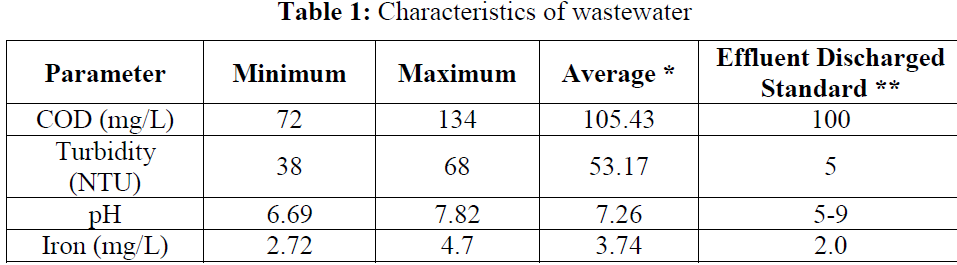 Table 1: Characteristics of wastewater
Parameter Minimum Maximum Average * Effluent Discharged Standard **
COD (mg/L) 72 134 105.43 100
Turbidity (NTU) 38 68 53.17 5
pH 6.69 7.82 7.26 5-9
Iron (mg/L) 2.72 4.7 3.74 2.0